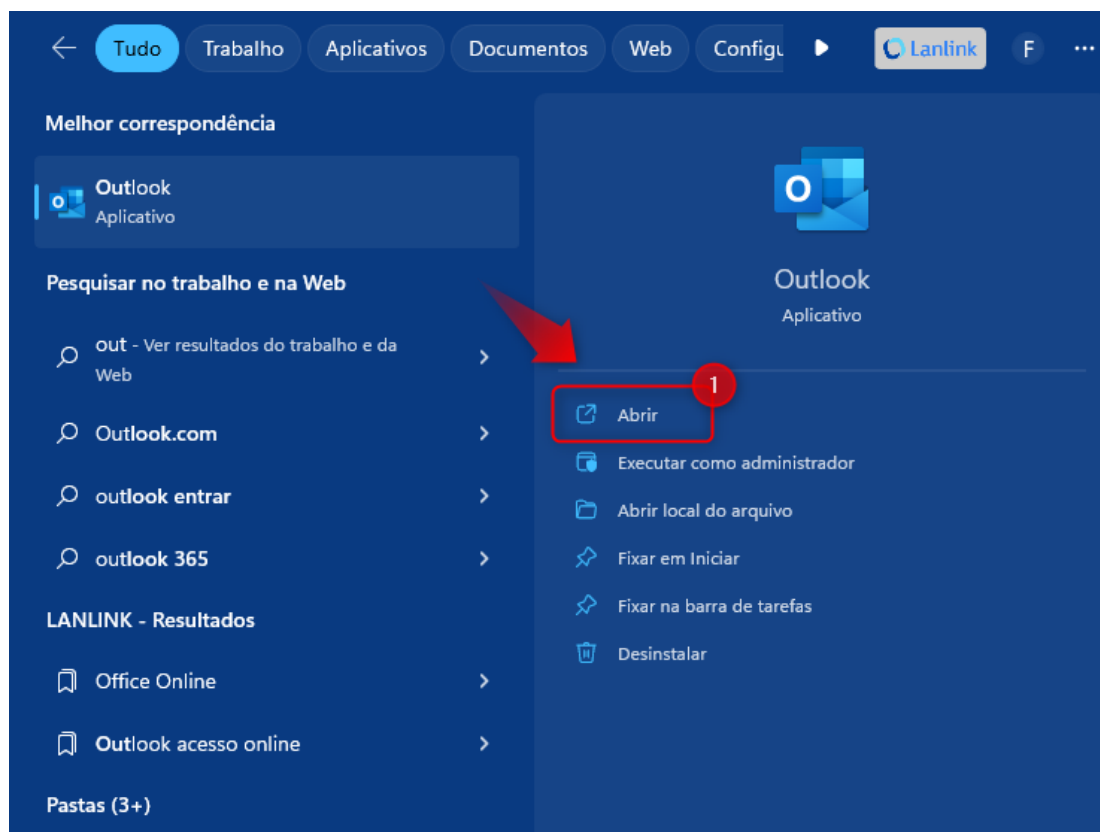 Tudo Trabalho Aplicativos Documentos Web Configu Lanlink F ...
Melhor correspondência
Outlook
Aplicativo
Pesquisar no trabalho e na Web
out - Ver resultados do trabalho e da
Web
Outlook.com
outlook entrar
outlook 365
LANLINK - Resultados
Office Online
Outlook acesso online
Pastas (3+)
O
Outlook
Aplicativo
1
Abrir
Executar como administrador
Abrir local do arquivo
Fixar em Iniciar
Fixar na barra de tarefas
Desinstalar